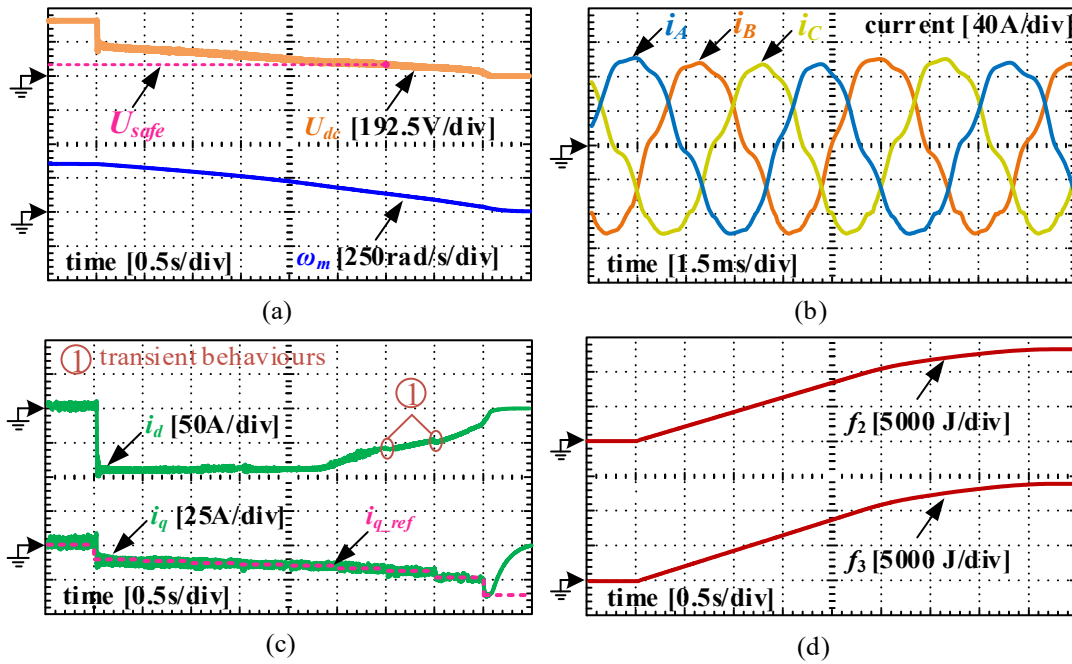 U_safe
U_dc [192.5V/div]
time [0.5s/div]
ω_m [250rad/s/div]
(a)
i_A
i_B
i_C
current [40A/div]
time [1.5ms/div]
(b)
① transient behaviours
①
i_d [50A/div]
i_q [25A/div]
i_q_ref
time [0.5s/div]
(c)
f_2 [5000 J/div]
f_3 [5000 J/div]
time [0.5s/div]
(d)